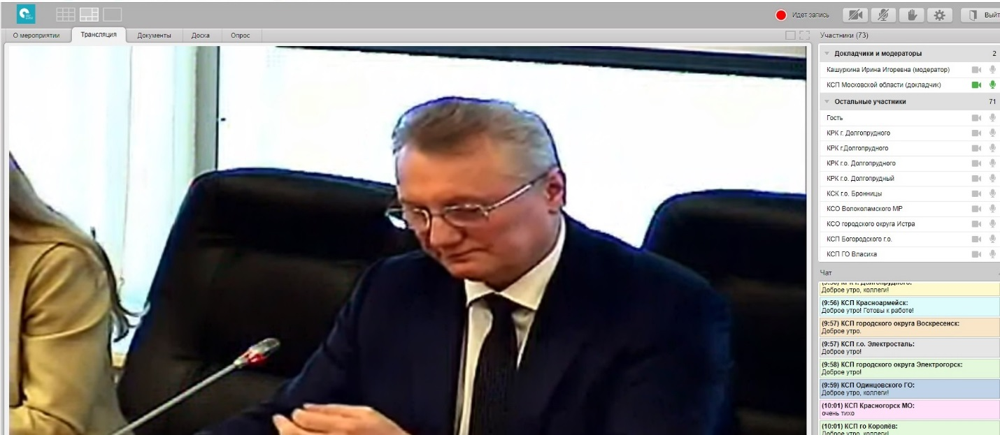 Идет запись
Выйт
О мероприятии
Трансляция
Документы
Доска
Опрос
Участники (73)
Докладчики и модераторы 2
Кашуркина Ирина Игоревна (модератор)
КСП Московской области (докладчик)
Остальные участники 71
Гость
КРК г. Долгопрудного
КРК г.Долгопрудного
КРК г.о. Долгопрудного
КРК г.о. Долгопрудный
КСК г.о. Бронницы
КСО Волоколамского МР
КСО городского округа Истра
КСП Богородского г.о.
КСП ГО Власиха
Чат
Доброе утро, коллеги!
(9:56) КСП Красноармейск:
Доброе утро! Готовы к работе!
(9:57) КСП городского округа Воскресенск:
Доброе утро.
(9:57) КСП г.о. Электросталь:
Доброе утро!
(9:58) КСП городского округа Электрогорск:
Доброе утро!
(9:59) КСП Одинцовского ГО:
Доброе утро, коллеги!
(10:01) КСП Красногорск МО:
очень тихо
(10:01) КСП го Королёв:
Доброе утро, коллеги!